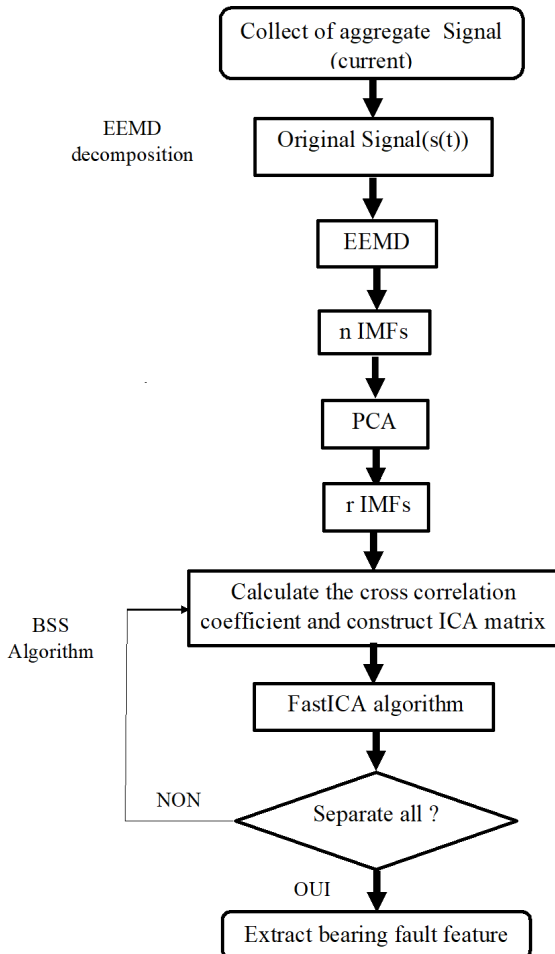 Collect of aggregate Signal
(current)
EEMD
decomposition
Original Signal(s(t))
EEMD
n IMFs
PCA
r IMFs
Calculate the cross correlation
coefficient and construct ICA matrix
BSS
Algorithm
FastICA algorithm
NON
Separate all ?
OUI
Extract bearing fault feature